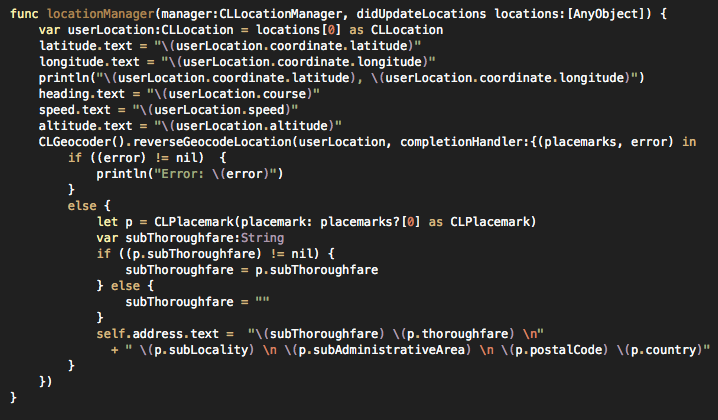 func locationManager(manager:CLLocationManager, didUpdateLocations locations:[AnyObject]) {
    var userLocation:CLLocation = locations[0] as CLLocation
    latitude.text = "\(userLocation.coordinate.latitude)"
    longitude.text = "\(userLocation.coordinate.longitude)"
    println("\(userLocation.coordinate.latitude), \(userLocation.coordinate.longitude)")
    heading.text = "\(userLocation.course)"
    speed.text = "\(userLocation.speed)"
    altitude.text = "\(userLocation.altitude)"
    CLGeocoder().reverseGeocodeLocation(userLocation, completionHandler:{(placemarks, error) in
        if ((error) != nil)  {
            println("Error: \(error)")
        }
        else {
            let p = CLPlacemark(placemark: placemarks?[0] as CLPlacemark)
            var subThoroughfare:String
            if ((p.subThoroughfare) != nil) {
                subThoroughfare = p.subThoroughfare
            } else {
                subThoroughfare = ""
            }
            self.address.text =  "\(subThoroughfare) \(p.thoroughfare) \n"
              + " \(p.subLocality) \n \(p.subAdministrativeArea) \n \(p.postalCode) \(p.country)"
        }
    })
}